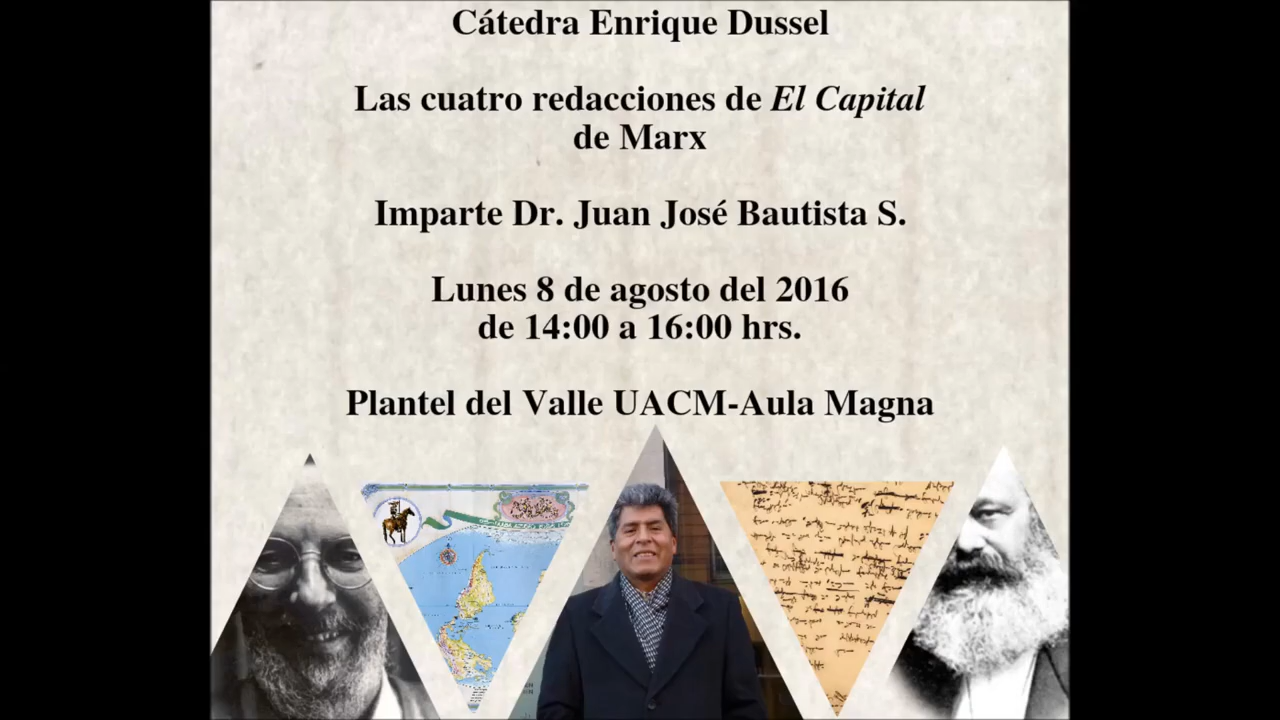 Cátedra Enrique Dussel
Las cuatro redacciones de El Capital
de Marx
Imparte Dr. Juan José Bautista S.
Lunes 8 de agosto del 2016
de 14:00 a 16:00 hrs.
Plantel del Valle UACM-Aula Magna